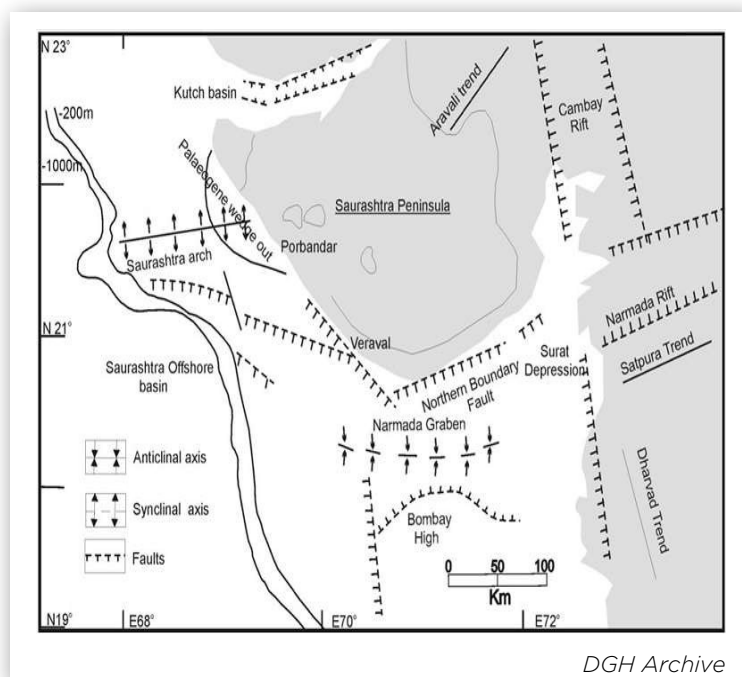 N 23°
Kutch basin
Aravali trend
Cambay
Rift
-200m
-1000m
Palaeogene wedge out
Saurashtra Peninsula
Porbandar
Saurashtra arch
Narmada Rift
N 21°
Veraval
Surat
Depression
Satpura Trend
Saurashtra Offshore
basin
Northern Boundary
Fault
Narmada Graben
Anticlinal axis
Synclinal axis
Faults
Bombay
High
Dharvad Trend
0 50 100
Km
N19°
E68°
E70°
E72°
DGH Archive